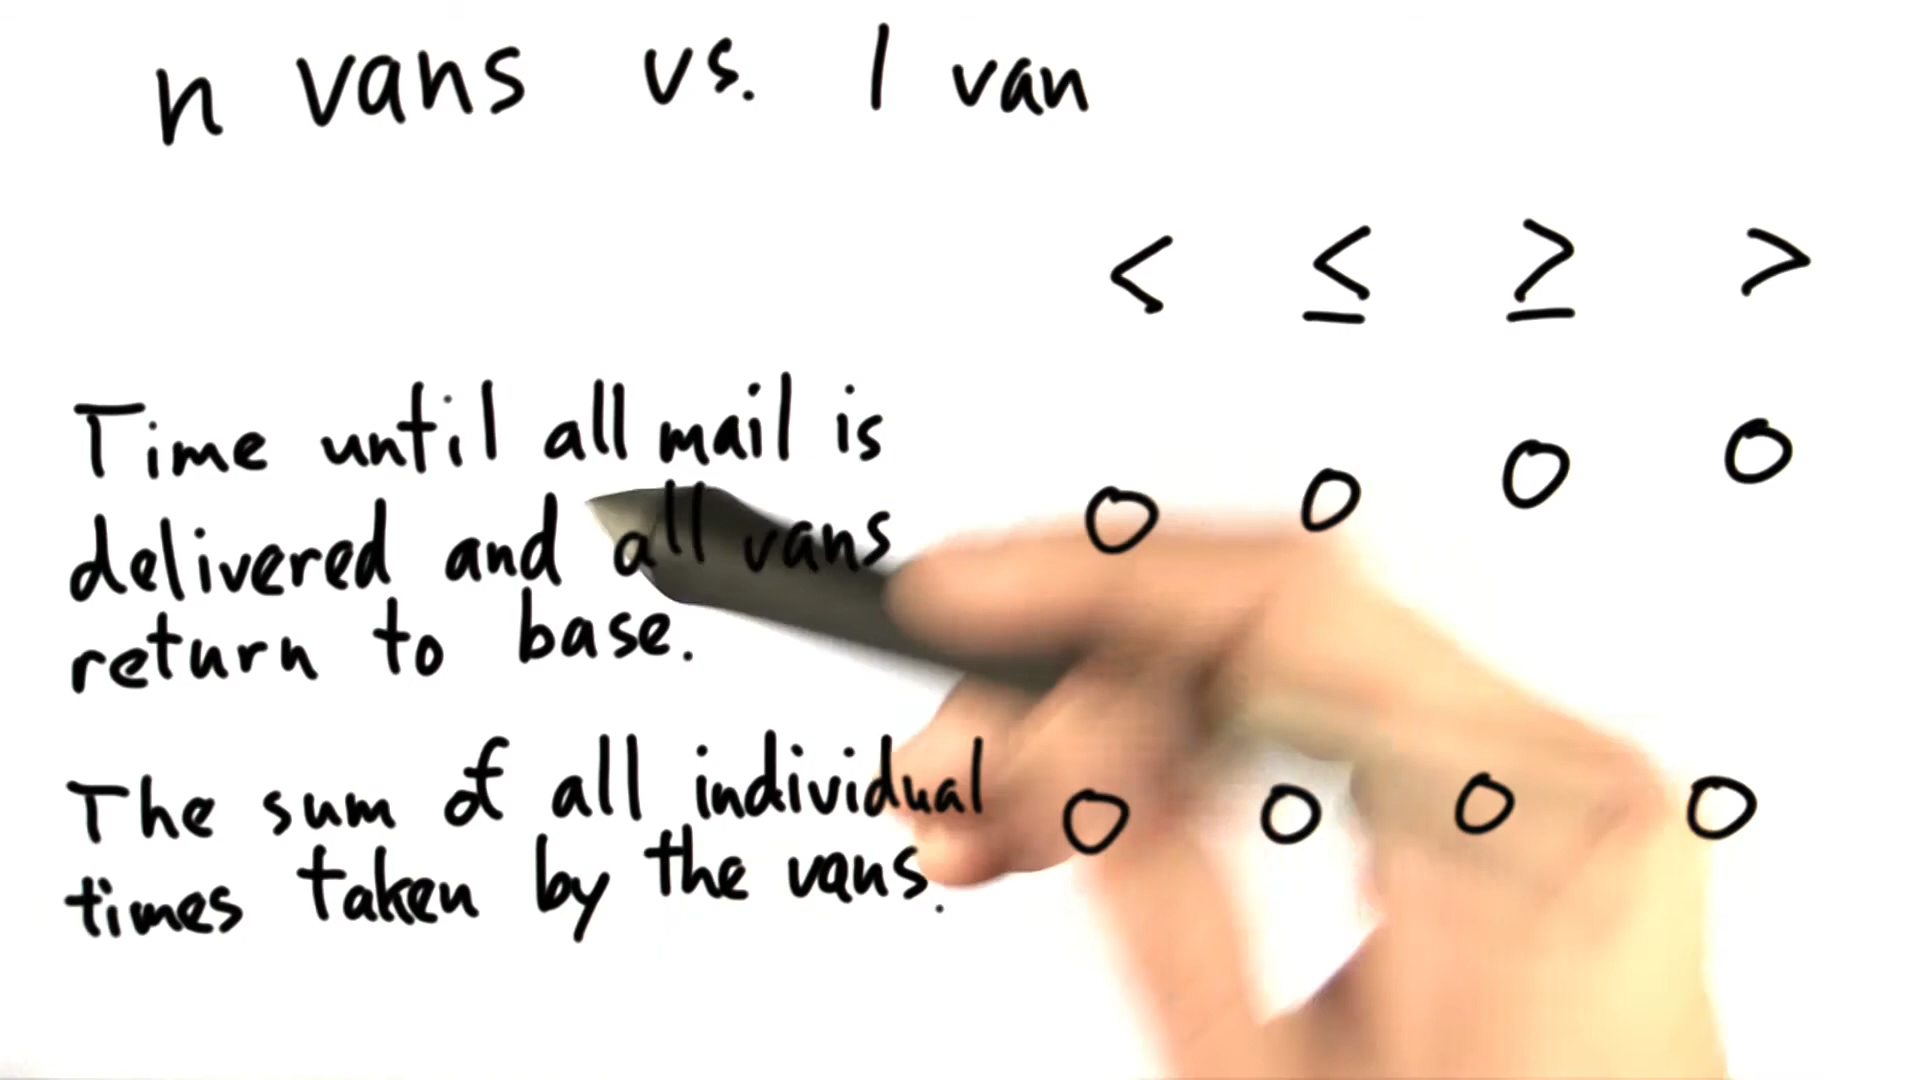 n vans vs. 1 van
< ≤ ≥ >
Time until all mail is
delivered and all vans
return to base.
The sum of all individual
times taken by the vans.